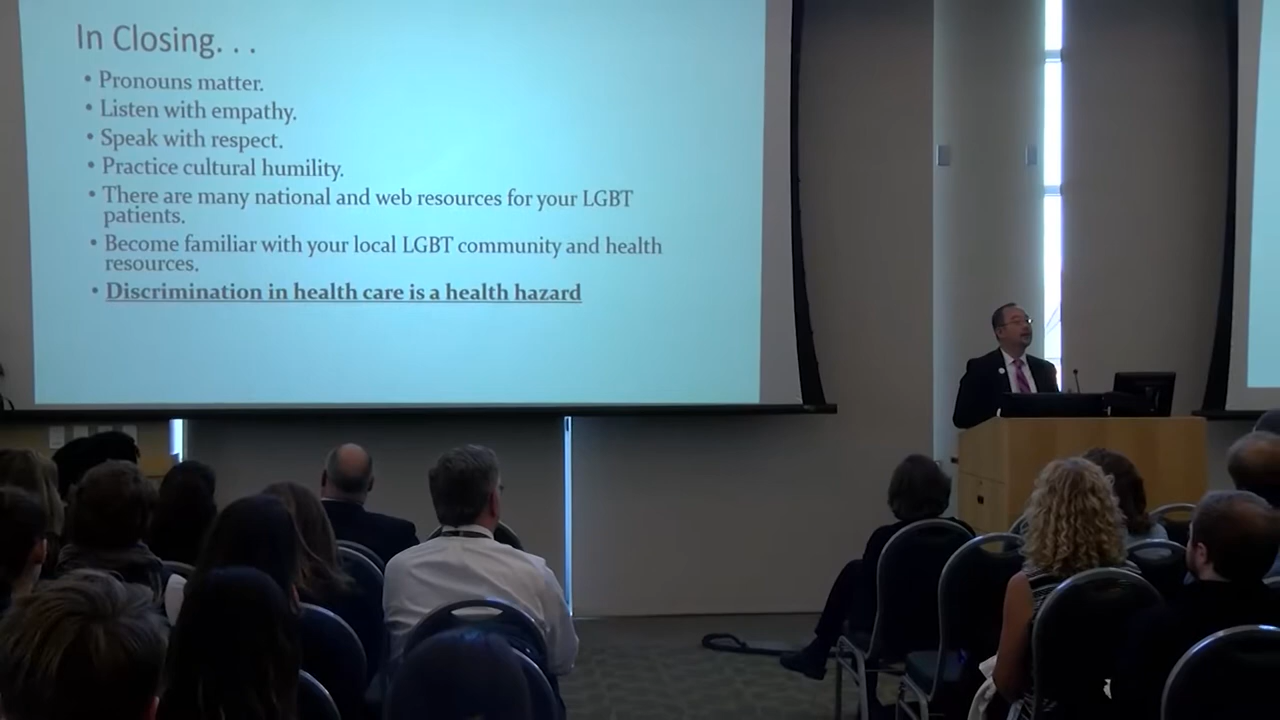 In Closing. . .
• Pronouns matter.
• Listen with empathy.
• Speak with respect.
• Practice cultural humility.
• There are many national and web resources for your LGBT
patients.
• Become familiar with your local LGBT community and health
resources.
• Discrimination in health care is a health hazard